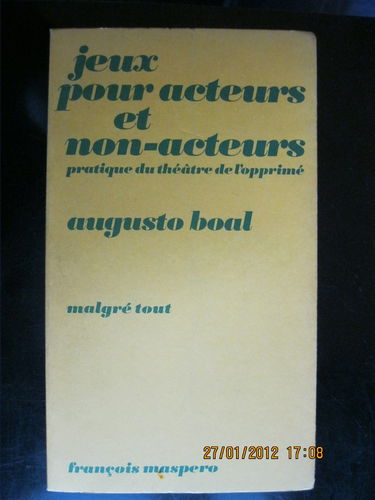 jeux
pour acteurs
et
non-acteurs
pratique du théâtre de l'opprimé
augusto boal
malgré tout
françois maspero
27/01/2012 17:08